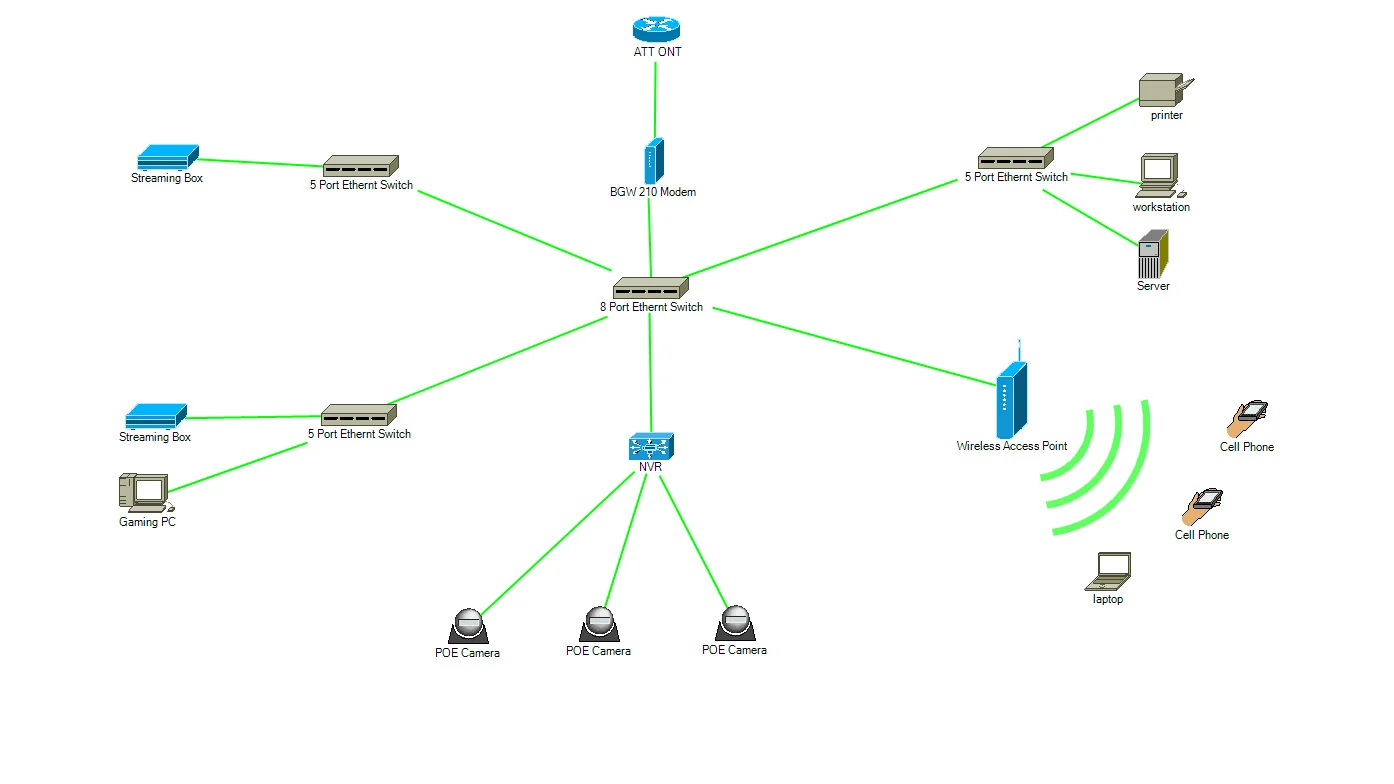 ATT ONT
printer
Streaming Box
5 Port Ethernt Switch
BGW 210 Modem
5 Port Ethernt Switch
workstation
Server
8 Port Ethernt Switch
Streaming Box
5 Port Ethernt Switch
Wireless Access Point
Cell Phone
NVR
Gaming PC
Cell Phone
laptop
POE Camera
POE Camera
POE Camera